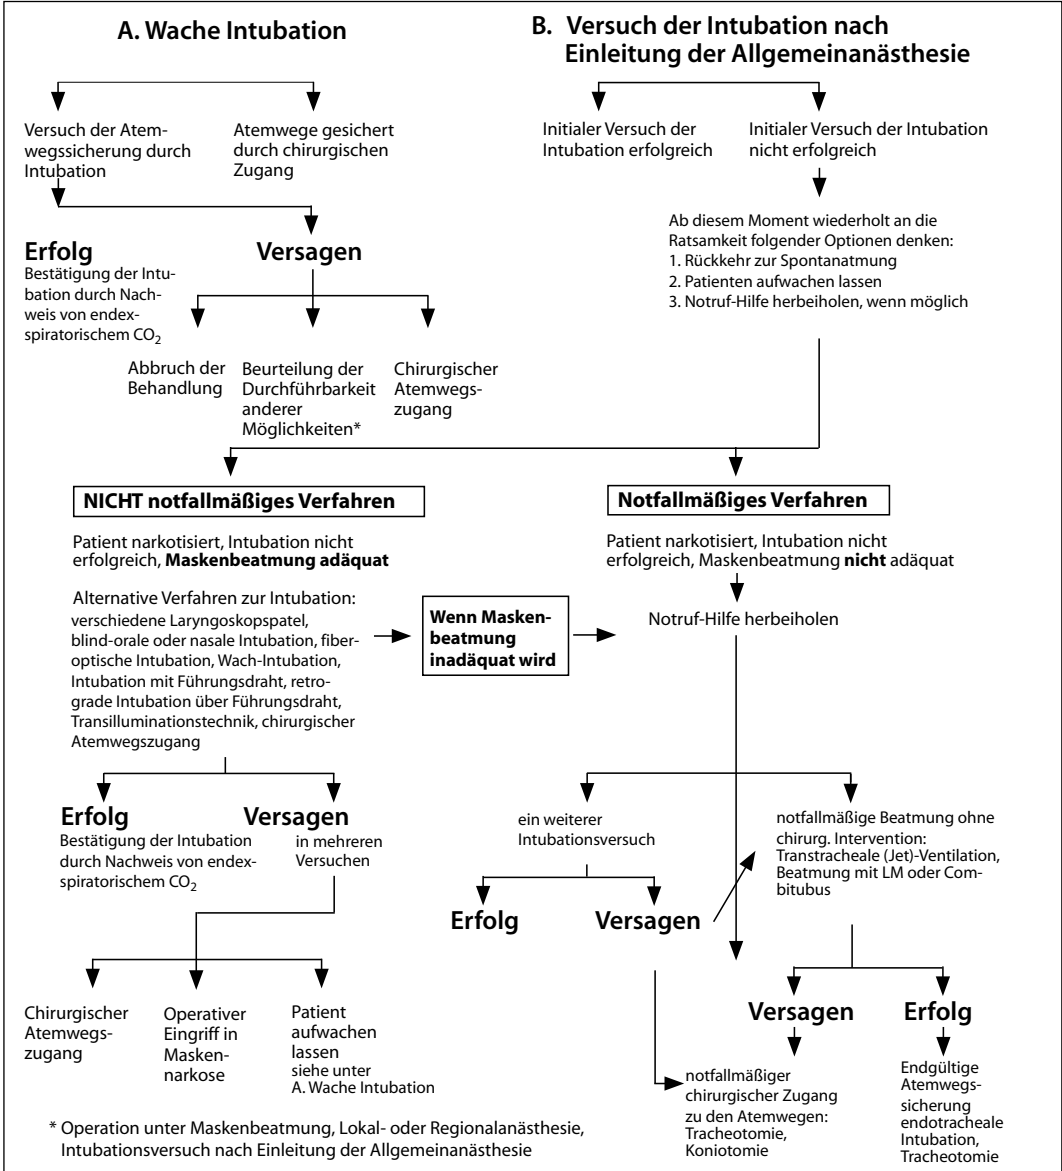 A. Wache Intubation
B. Versuch der Intubation nach
Einleitung der Allgemeinanästhesie
Versuch der Atem-
wegssicherung durch
Intubation
Atemwege gesichert
durch chirurgischen
Zugang
Initialer Versuch der
Intubation erfolgreich
Initialer Versuch der Intubation
nicht erfolgreich
Erfolg
Bestätigung der Intu-
bation durch Nach-
weis von endex-
spiratorischem CO₂
Versagen
Ab diesem Moment wiederholt an die
Ratsamkeit folgender Optionen denken:
1. Rückkehr zur Spontanatmung
2. Patienten aufwachen lassen
3. Notruf-Hilfe herbeiholen, wenn möglich
Abbruch der
Behandlung
Beurteilung der
Durchführbarkeit
anderer
Möglichkeiten*
Chirurgischer
Atemwegs-
zugang
NICHT notfallmäßiges Verfahren
Patient narkotisiert, Intubation nicht
erfolgreich, Maskenbeatmung adäquat
Alternative Verfahren zur Intubation:
verschiedene Laryngoskopspatel,
blind-orale oder nasale Intubation, fiber-
optische Intubation, Wach-Intubation,
Intubation mit Führungsdraht, retro-
grade Intubation über Führungsdraht,
Transilluminationstechnik, chirurgischer
Atemwegszugang
Wenn Masken-
beatmung
inadäquat wird
Notfallmäßiges Verfahren
Patient narkotisiert, Intubation nicht
erfolgreich, Maskenbeatmung nicht adäquat
Notruf-Hilfe herbeiholen
Erfolg
Bestätigung der Intubation
durch Nachweis von endex-
spiratorischem CO₂
Versagen
in mehreren
Versuchen
ein weiterer
Intubationsversuch
notfallmäßige Beatmung ohne
chirurg. Intervention:
Transtracheale (Jet)-Ventilation,
Beatmung mit LM oder Com-
bitubus
Erfolg
Versagen
Chirurgischer
Atemwegs-
zugang
Operativer
Eingriff in
Masken-
narkose
Patient
aufwachen
lassen
siehe unter
A. Wache Intubation
Versagen
Erfolg
notfallmäßiger
chirurgischer Zugang
zu den Atemwegen:
Tracheotomie,
Koniotomie
Endgültige
Atemwegs-
sicherung
endotracheale
Intubation,
Tracheotomie
* Operation unter Maskenbeatmung, Lokal- oder Regionalanästhesie,
Intubationsversuch nach Einleitung der Allgemeinanästhesie